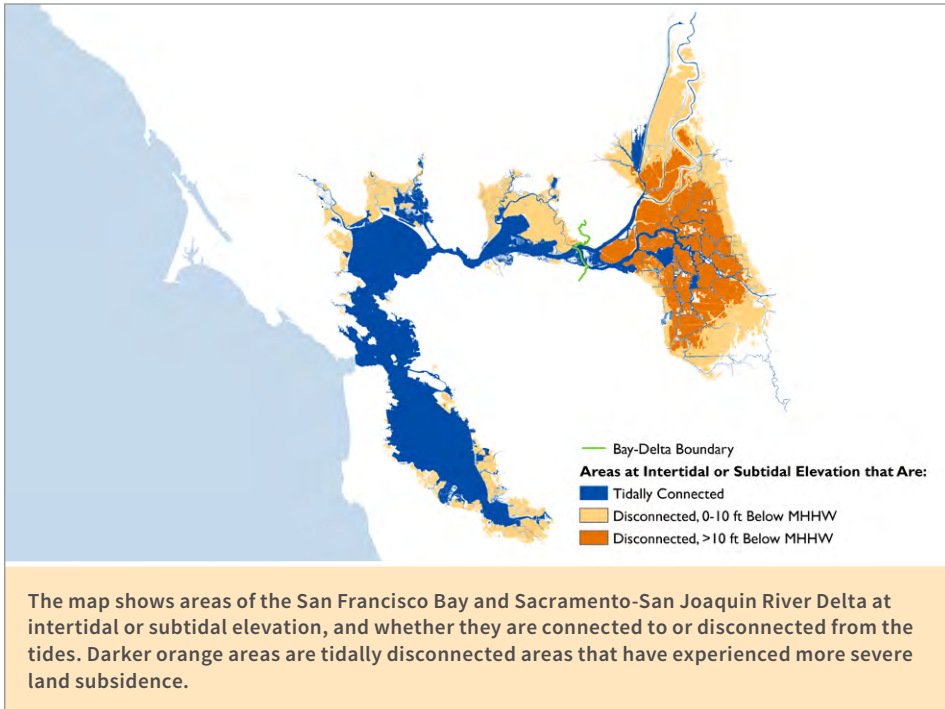 Bay-Delta Boundary
Areas at Intertidal or Subtidal Elevation that Are:
Tidally Connected
Disconnected, 0-10 ft Below MHHW
Disconnected, >10 ft Below MHHW
The map shows areas of the San Francisco Bay and Sacramento-San Joaquin River Delta at
intertidal or subtidal elevation, and whether they are connected to or disconnected from the
tides. Darker orange areas are tidally disconnected areas that have experienced more severe
land subsidence.